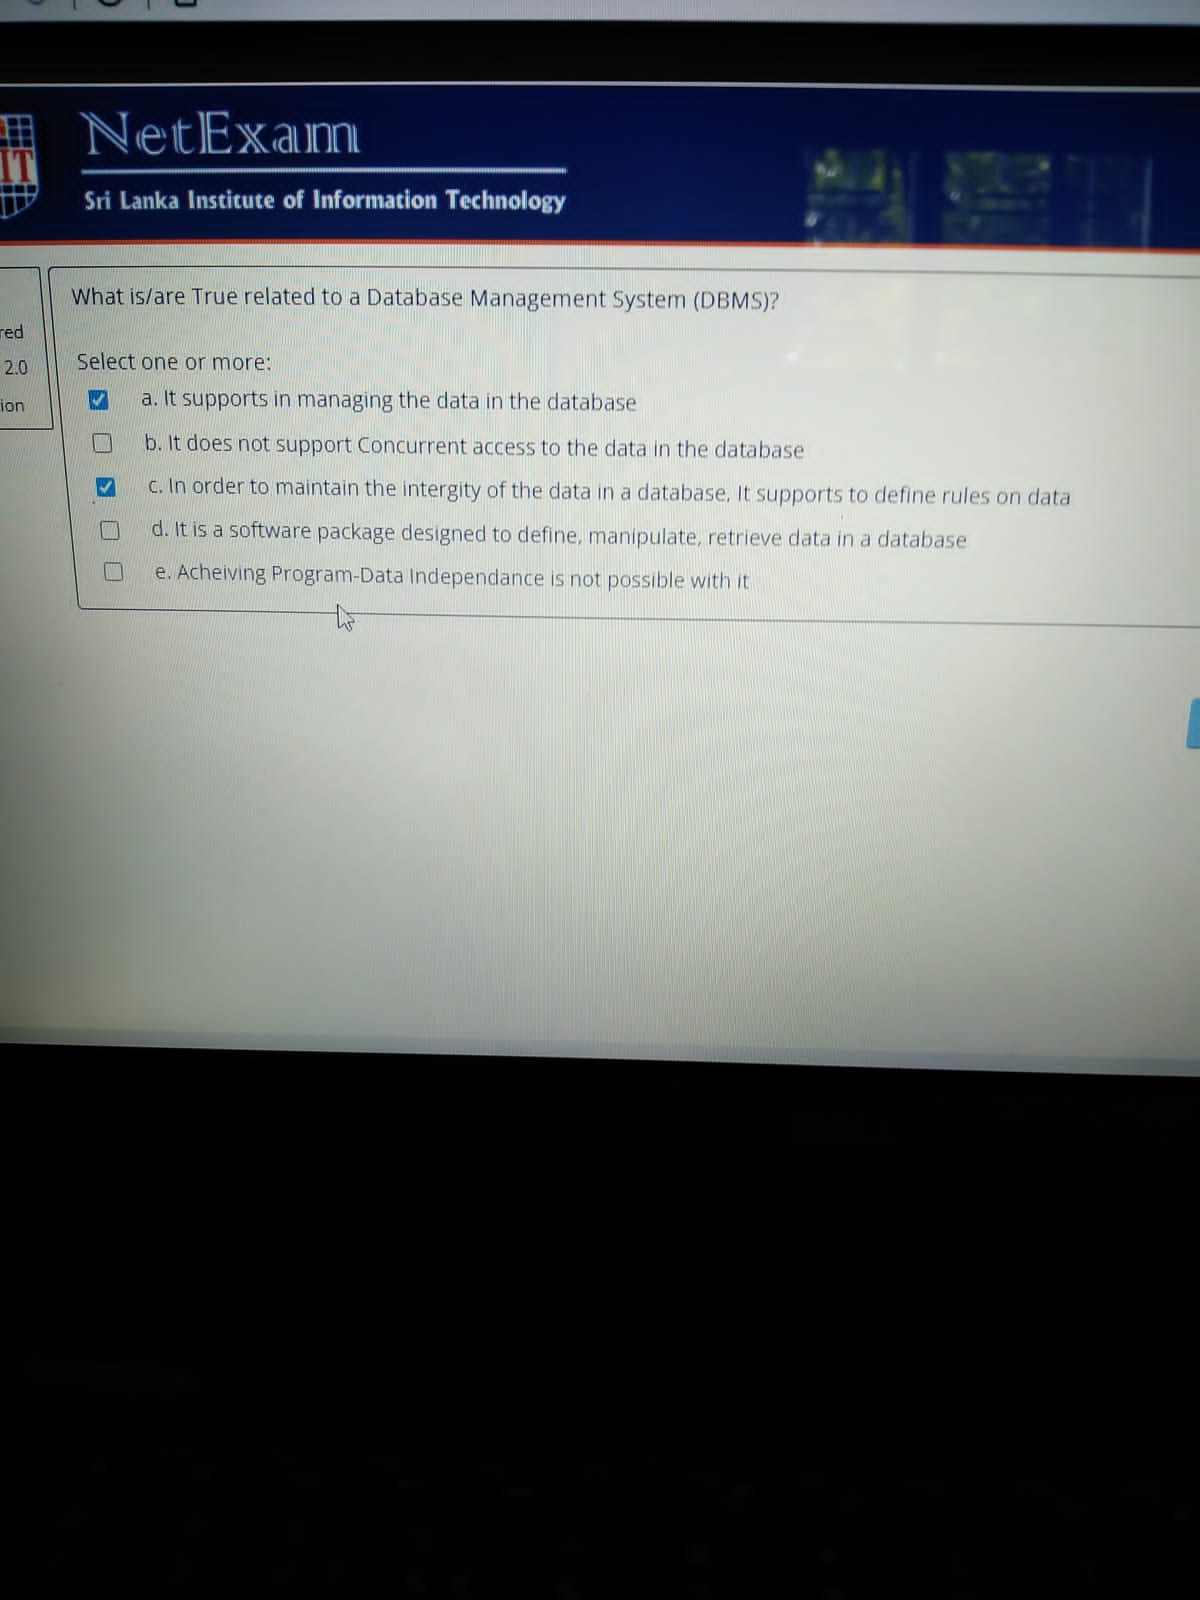 IT
NetExam
Sri Lanka Institute of Information Technology
red
2.0
ion
What is/are True related to a Database Management System (DBMS)?
Select one or more:
a. It supports in managing the data in the database
b. It does not support Concurrent access to the data in the database
c. In order to maintain the intergity of the data in a database, It supports to define rules on data
d. It is a software package designed to define, manipulate, retrieve data in a database
e. Acheiving Program-Data Independance is not possible with it